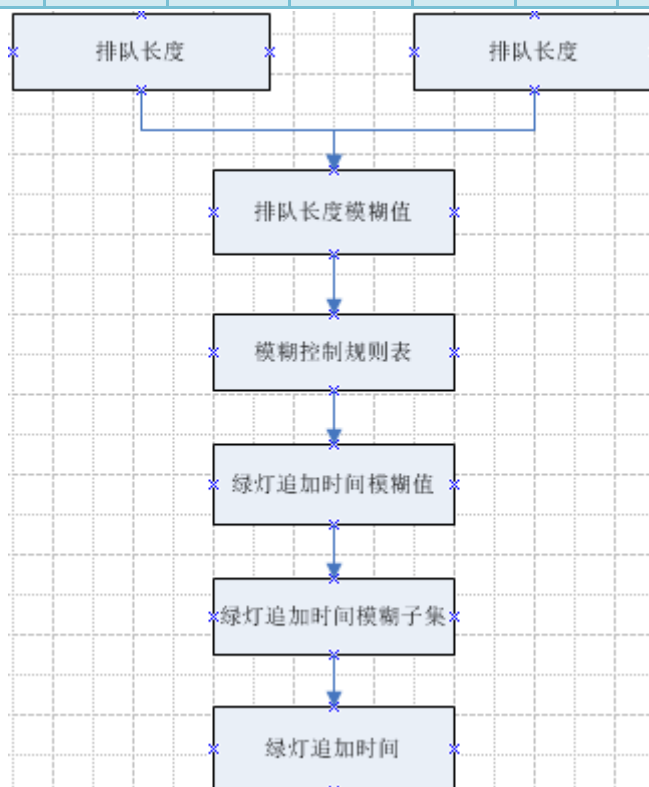 排队长度
排队长度
排队长度模糊值
模糊控制规则表
绿灯追加时间模糊值
绿灯追加时间模糊子集
绿灯追加时间